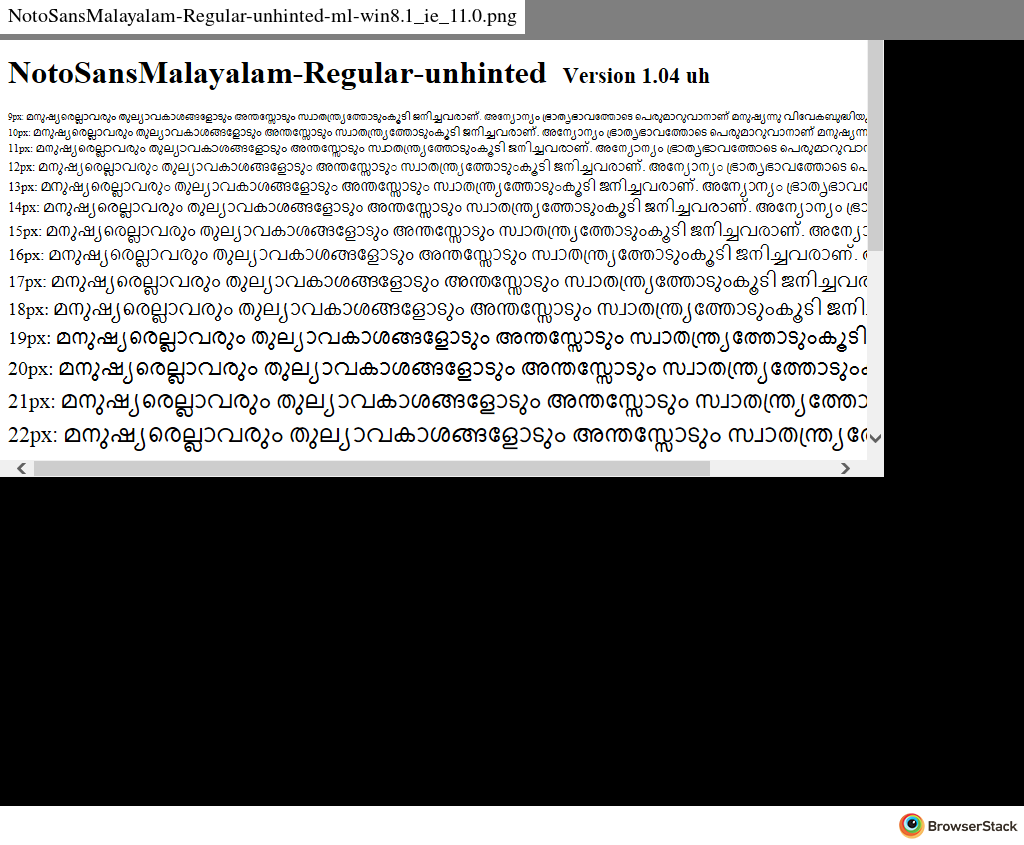 NotoSansMalayalam-Regular-unhinted-ml-win8.1_ie_11.0.png
NotoSansMalayalam-Regular-unhinted Version 1.04 uh
9px: മനുഷ്യരെല്ലാവരും തുല്യാവകാശങ്ങളോടും അന്തസ്സോടും സ്വാതന്ത്ര്യത്തോടുംകൂടി ജനിച്ചവരാണ്. അന്യോന്യം ഭ്രാതൃഭാവത്തോടെ പെരുമാറുവാനാണ് മനുഷ്യന്നു വിവേകബുദ്ധിയും
10px: മനുഷ്യരെല്ലാവരും തുല്യാവകാശങ്ങളോടും അന്തസ്സോടും സ്വാതന്ത്ര്യത്തോടുംകൂടി ജനിച്ചവരാണ്. അന്യോന്യം ഭ്രാതൃഭാവത്തോടെ പെരുമാറുവാനാണ്
11px: മനുഷ്യരെല്ലാവരും തുല്യാവകാശങ്ങളോടും അന്തസ്സോടും സ്വാതന്ത്ര്യത്തോടുംകൂടി ജനിച്ചവരാണ്. അന്യോന്യം ഭ്രാതൃഭാവത്തോടെ
12px: മനുഷ്യരെല്ലാവരും തുല്യാവകാശങ്ങളോടും അന്തസ്സോടും സ്വാതന്ത്ര്യത്തോടുംകൂടി ജനിച്ചവരാണ്. അന്യോന്യം ഭ്രാതൃഭാവത്തോടെ
13px: മനുഷ്യരെല്ലാവരും തുല്യാവകാശങ്ങളോടും അന്തസ്സോടും സ്വാതന്ത്ര്യത്തോടുംകൂടി ജനിച്ചവരാണ്. അന്യോന്യം
14px: മനുഷ്യരെല്ലാവരും തുല്യാവകാശങ്ങളോടും അന്തസ്സോടും സ്വാതന്ത്ര്യത്തോടുംകൂടി ജനിച്ചവരാണ്. അന്യോന്യം
15px: മനുഷ്യരെല്ലാവരും തുല്യാവകാശങ്ങളോടും അന്തസ്സോടും സ്വാതന്ത്ര്യത്തോടുംകൂടി ജനിച്ചവരാണ്.
16px: മനുഷ്യരെല്ലാവരും തുല്യാവകാശങ്ങളോടും അന്തസ്സോടും സ്വാതന്ത്ര്യത്തോടുംകൂടി ജനിച്ചവരാണ്.
17px: മനുഷ്യരെല്ലാവരും തുല്യാവകാശങ്ങളോടും അന്തസ്സോടും സ്വാതന്ത്ര്യത്തോടുംകൂടി
18px: മനുഷ്യരെല്ലാവരും തുല്യാവകാശങ്ങളോടും അന്തസ്സോടും സ്വാതന്ത്ര്യത്തോടുംകൂടി ജനി
19px: മനുഷ്യരെല്ലാവരും തുല്യാവകാശങ്ങളോടും അന്തസ്സോടും സ്വാതന്ത്ര്യത്തോടുംകൂടി
20px: മനുഷ്യരെല്ലാവരും തുല്യാവകാശങ്ങളോടും അന്തസ്സോടും സ്വാതന്ത്ര്യത്തോടും
21px: മനുഷ്യരെല്ലാവരും തുല്യാവകാശങ്ങളോടും അന്തസ്സോടും സ്വാതന്ത്ര്യത്തോ
22px: മനുഷ്യരെല്ലാവരും തുല്യാവകാശങ്ങളോടും അന്തസ്സോടും സ്വാതന്ത്ര്യ
BrowserStack